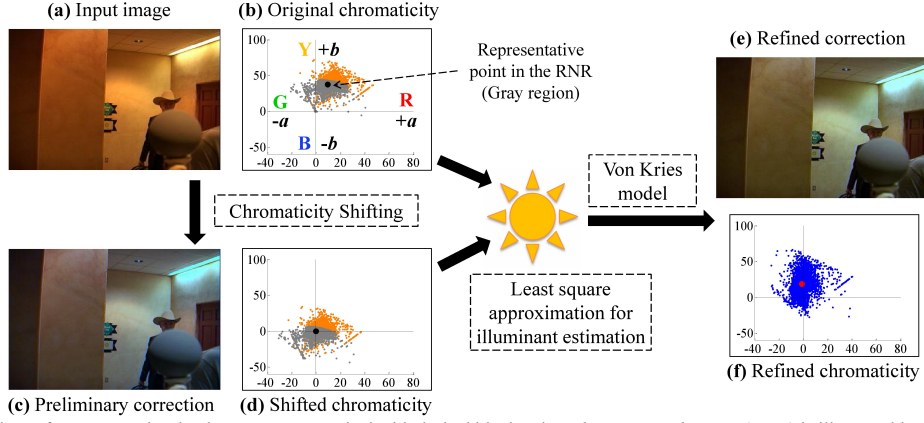 (a) Input image
(b) Original chromaticity
100
50
0
-50
-40 -20 0 20 40 60 80
Y +b
G
-a
R
+a
B -b
Representative
point in the RNR
(Gray region)
Chromaticity Shifting
(c) Preliminary correction
100
50
0
-50
-40 -20 0 20 40 60 80
(d) Shifted chromaticity
Least square
approximation for
illuminant estimation
Von Kries
model
(e) Refined correction
100
50
0
-50
-40 -20 0 20 40 60 80
(f) Refined chromaticity